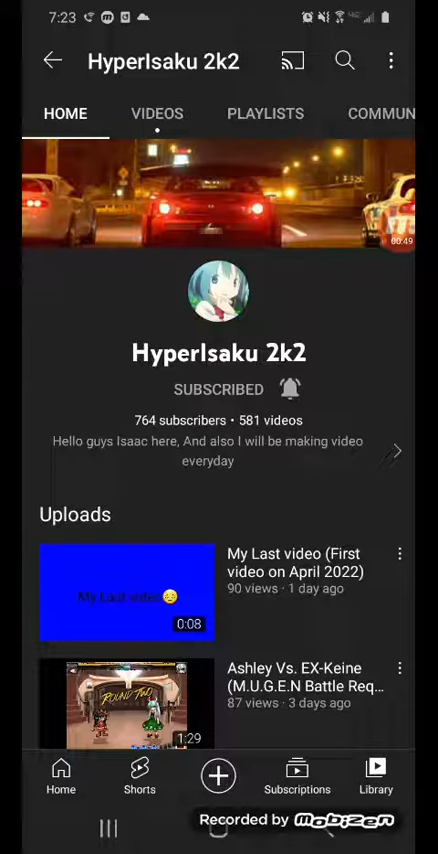 7:23
HyperIsaku 2k2
HOME VIDEOS PLAYLISTS COMMUN
00:49
HyperIsaku 2k2
SUBSCRIBED
764 subscribers • 581 videos
Hello guys Isaac here, And also I will be making video
everyday
Uploads
My Last video😔
0:08
My Last video (First
video on April 2022)
90 views · 1 day ago
ROUND TWO
1:29
Ashley Vs. EX-Keine
(M.U.G.E.N Battle Req...
87 views · 3 days ago
Home Shorts Subscriptions Library
Recorded by Mobizen